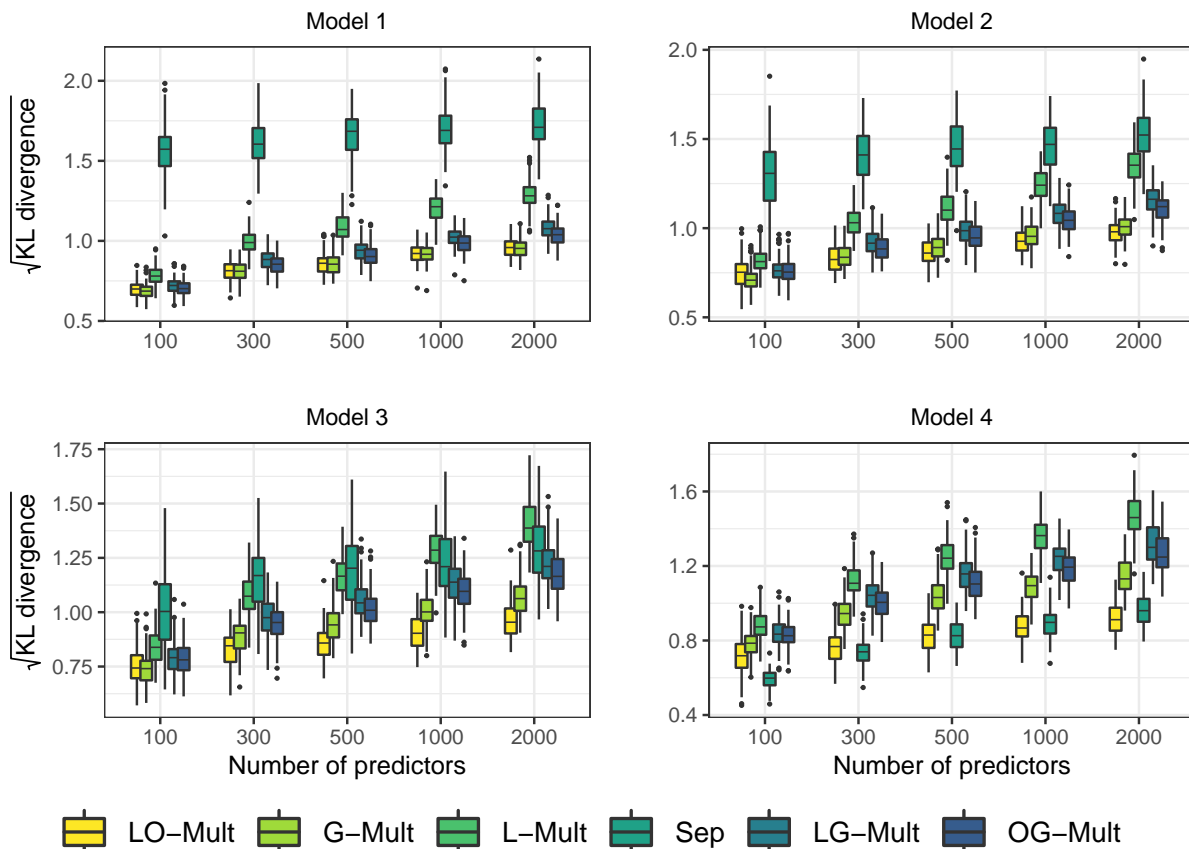 Model 1
Model 2
√KL divergence
2.0
1.5
1.0
0.5
100 300 500 1000 2000
2.0
1.5
1.0
0.5
100 300 500 1000 2000
Model 3
Model 4
√KL divergence
1.75
1.50
1.25
1.00
0.75
100 300 500 1000 2000
1.6
1.2
0.8
0.4
100 300 500 1000 2000
Number of predictors
Number of predictors
LO−Mult G−Mult L−Mult Sep LG−Mult OG−Mult